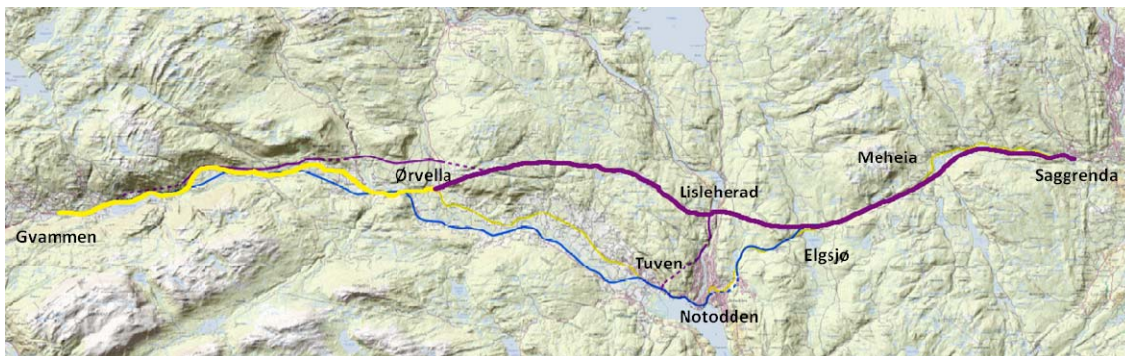 Meheia
Saggrenda
Ørvella
Lisleherad
Gvammen
Elgsjø
Tuven
Notodden